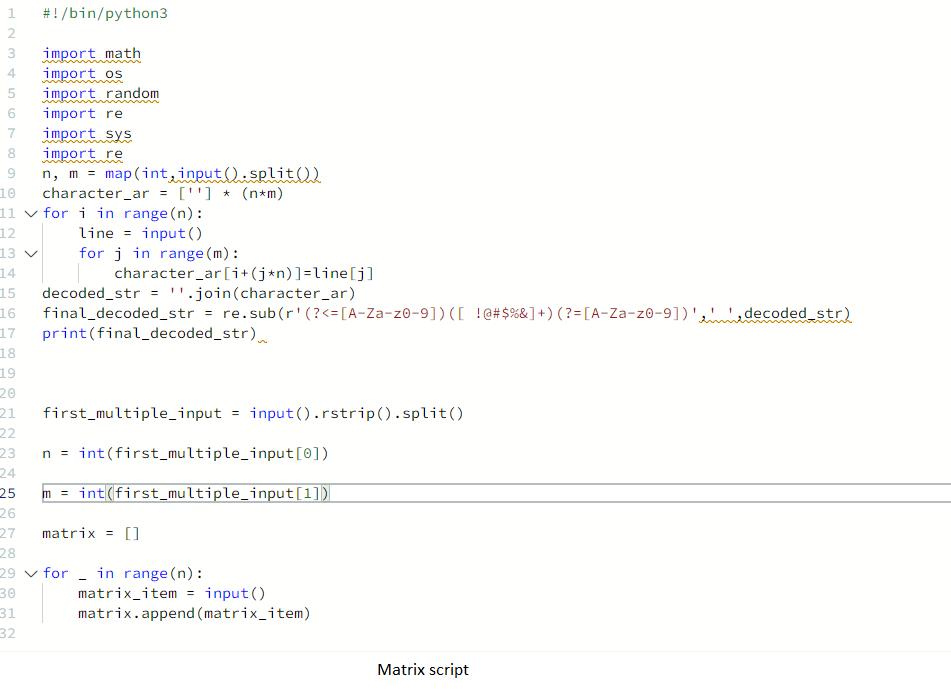 1 #!/bin/python3
2
3 import math
4 import os
5 import random
6 import re
7 import sys
8 import re
9 n, m = map(int,input().split())
10 character_ar = [''] * (n*m)
11 for i in range(n):
12     line = input()
13     for j in range(m):
14         character_ar[i+(j*n)]=line[j]
15 decoded_str = ''.join(character_ar)
16 final_decoded_str = re.sub(r'(?<=[A-Za-z0-9])([ !@#$%&]+)(?=[A-Za-z0-9])',' ',decoded_str)
17 print(final_decoded_str)
18
19
20
21 first_multiple_input = input().rstrip().split()
22
23 n = int(first_multiple_input[0])
24
25 m = int(first_multiple_input[1])
26
27 matrix = []
28
29 for _ in range(n):
30     matrix_item = input()
31     matrix.append(matrix_item)
32
Matrix script